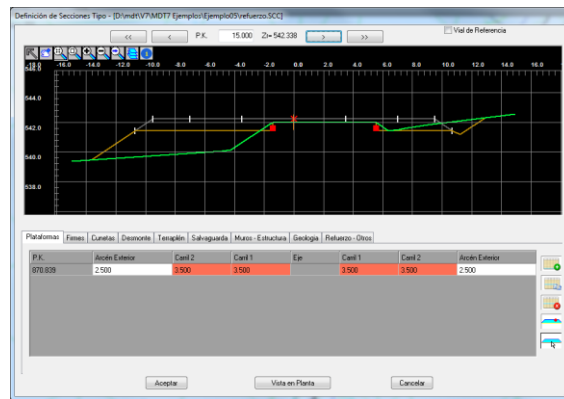 Definición de Secciones Tipo - [D:\mdt\V7\MDT7 Ejemplos\Ejemplo05\refuerzo.SCC]
<< < P.K. 15.000 Zr= 542.338 > >> Vial de Referencia
-18.0 -16.0 -14.0 -12.0 -10.0 -8.0 -6.0 -4.0 -2.0 0.0 2.0 4.0 6.0 8.0 10.0 12.0 14.0 16.0
546.0
544.0
542.0
540.0
538.0
Plataformas Firmes Cunetas Desmonte Terraplén Salvaguarda Muros - Estructura Geología Refuerzo - Otros
P.K. Arcén Exterior Carril 2 Carril 1 Eje Carril 1 Carril 2 Arcén Exterior
870.839 2.500 3.500 3.500 3.500 3.500 2.500
Aceptar Vista en Planta Cancelar